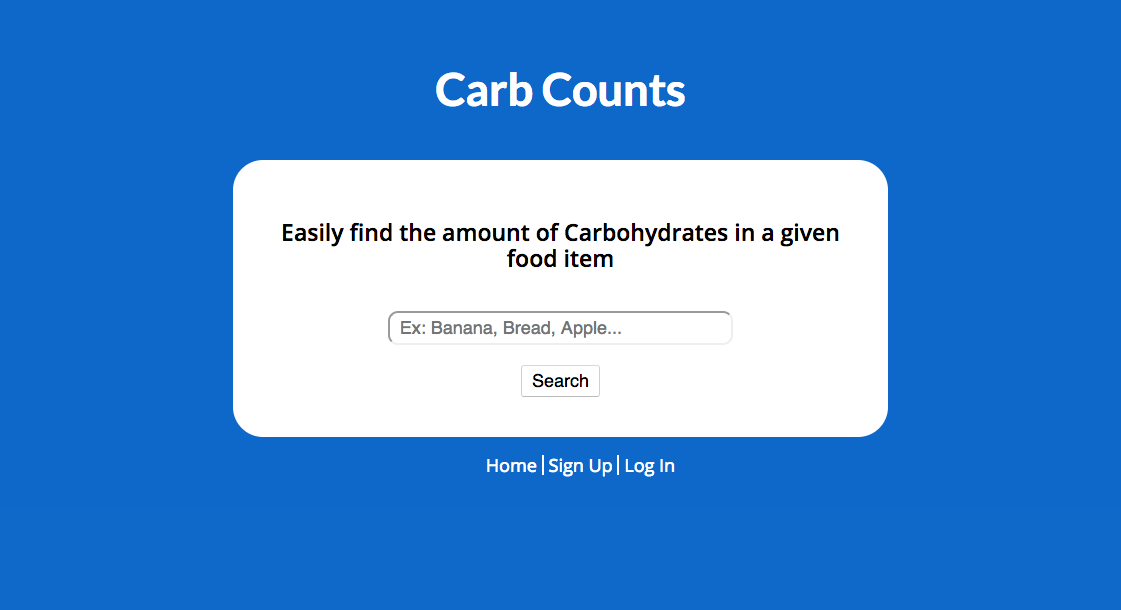 Carb Counts
Easily find the amount of Carbohydrates in a given
food item
Ex: Banana, Bread, Apple...
Search
Home | Sign Up | Log In